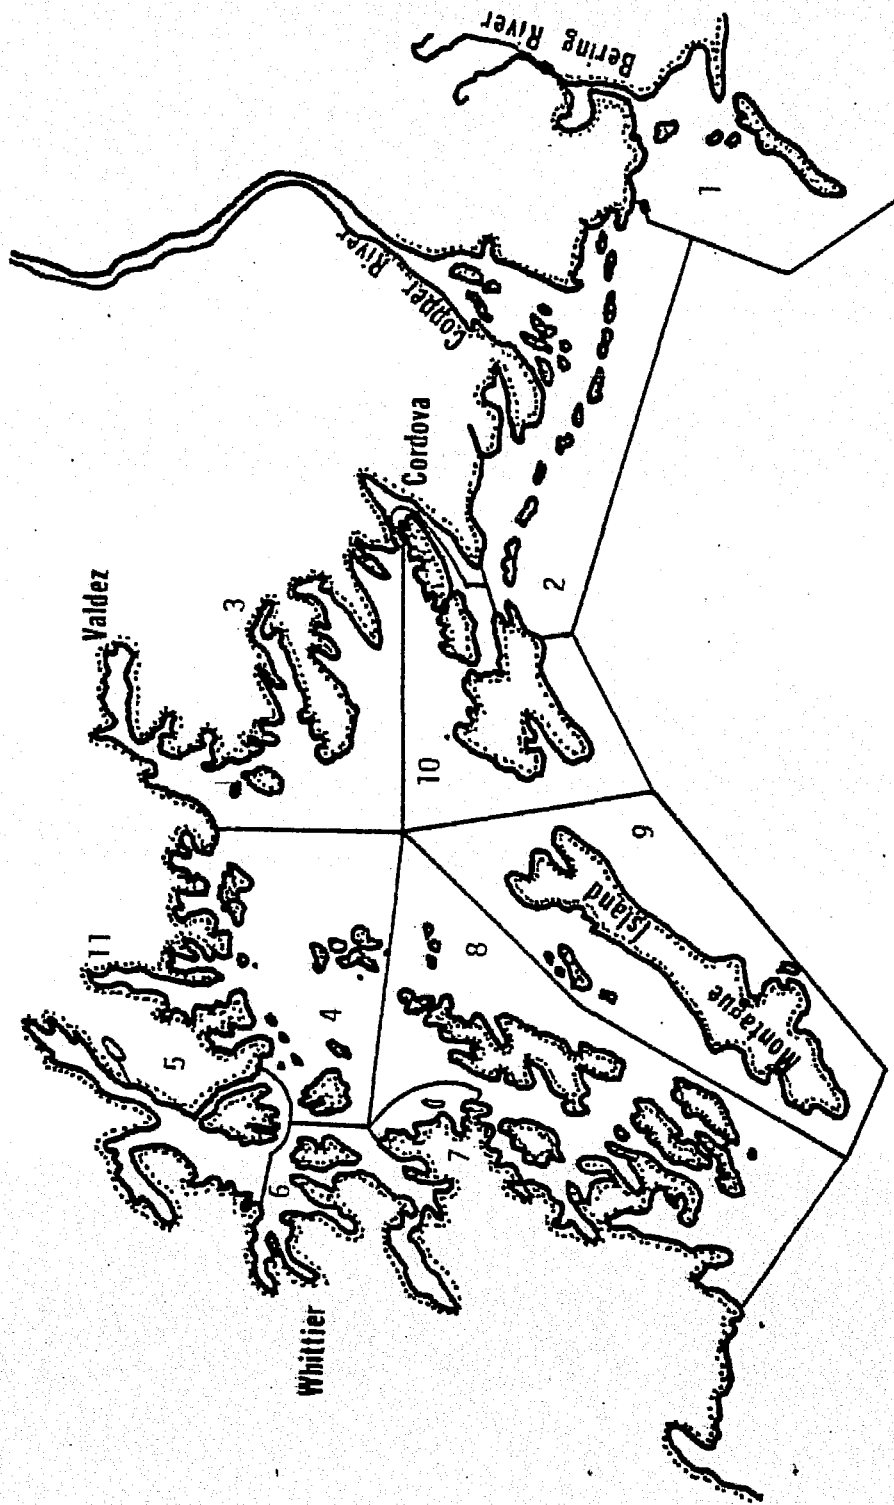 Bering River
1
Copper River
Cordova
2
Valdez
3
10
11
4
5
6
Whittier
7
8
9
Montague
Island